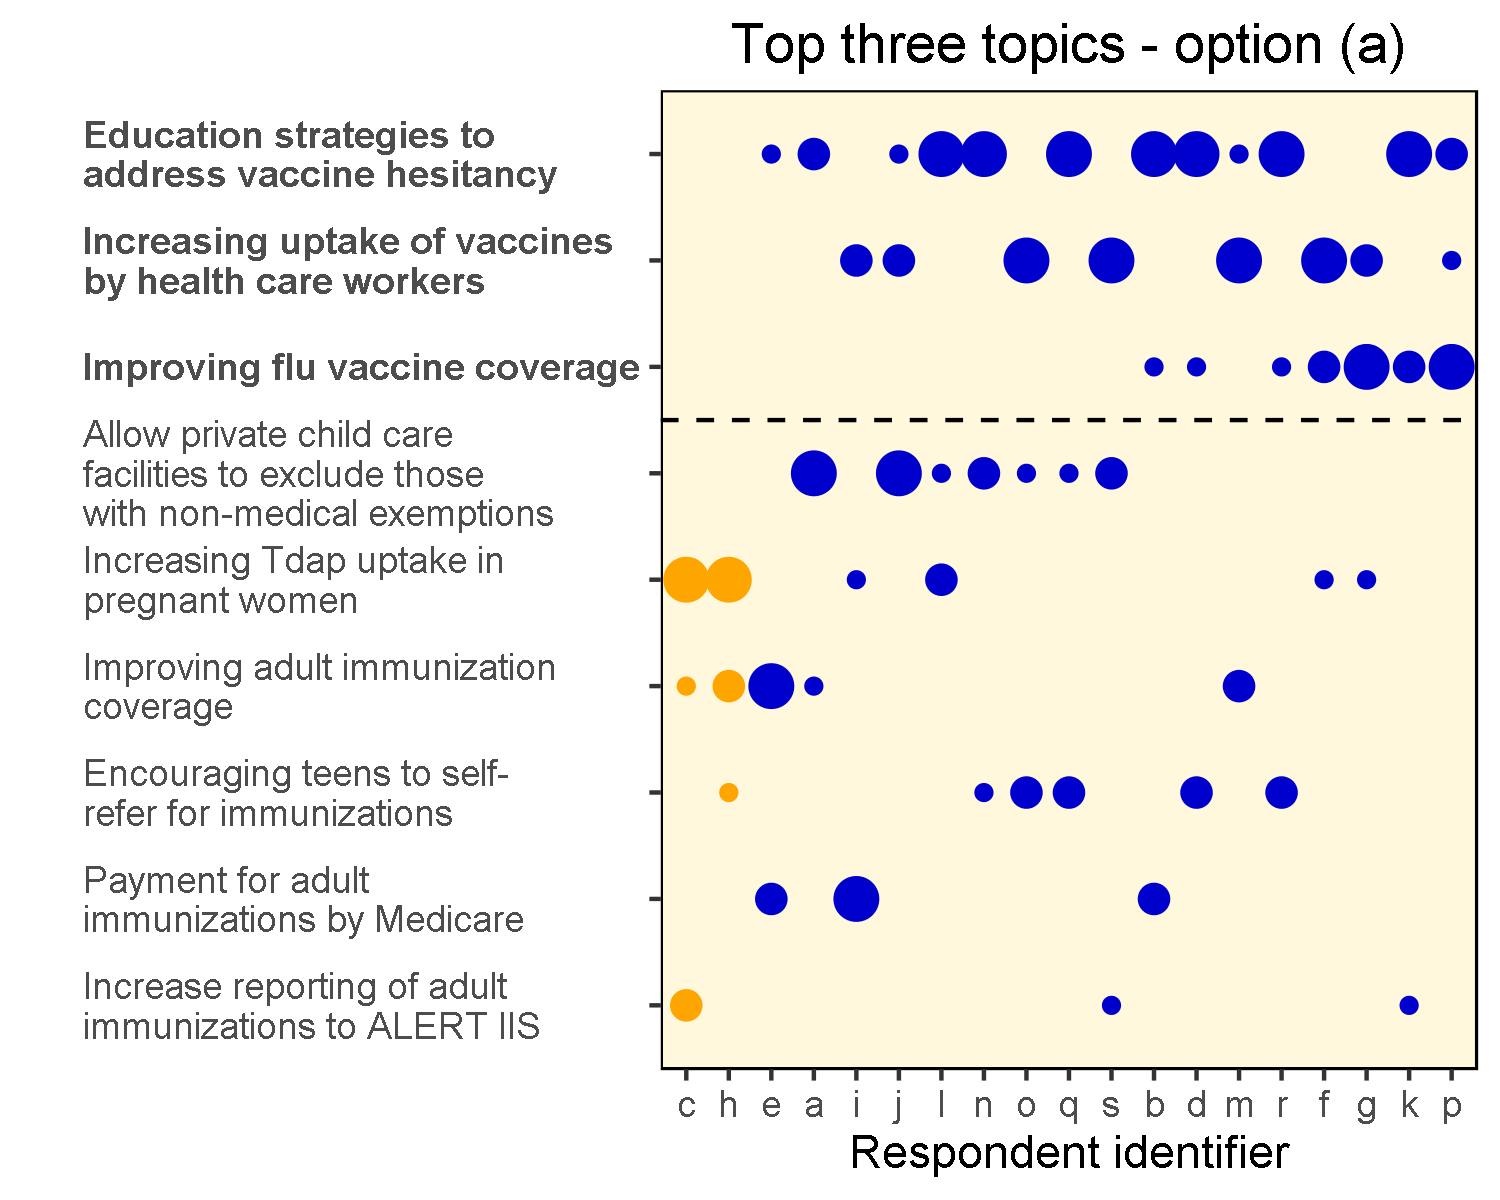 Top three topics - option (a)
Education strategies to
address vaccine hesitancy
Increasing uptake of vaccines
by health care workers
Improving flu vaccine coverage
Allow private child care
facilities to exclude those
with non-medical exemptions
Increasing Tdap uptake in
pregnant women
Improving adult immunization
coverage
Encouraging teens to self-
refer for immunizations
Payment for adult
immunizations by Medicare
Increase reporting of adult
immunizations to ALERT IIS
c h e a i j l n o q s b d m r f g k p
Respondent identifier